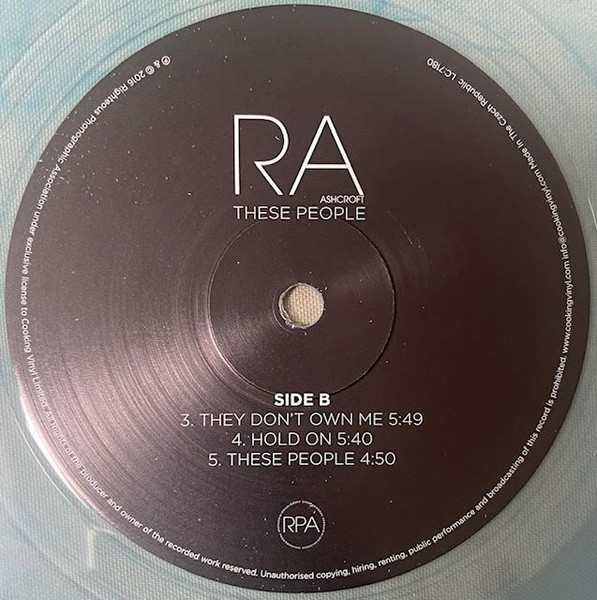 RA
ASHCROFT
THESE PEOPLE
SIDE B
3. THEY DON'T OWN ME 5:49
4. HOLD ON 5:40
5. THESE PEOPLE 4:50
RPA
℗ & © 2016 Righteous Phonographic Association under exclusive license to Cooking Vinyl Limited. All rights of the producer and owner of the recorded work reserved. Unauthorised copying, hiring, renting, public performance and broadcasting of this record is prohibited. www.cookingvinyl.com info@cookingvinyl.com Made In The Czech Republic LC:7180